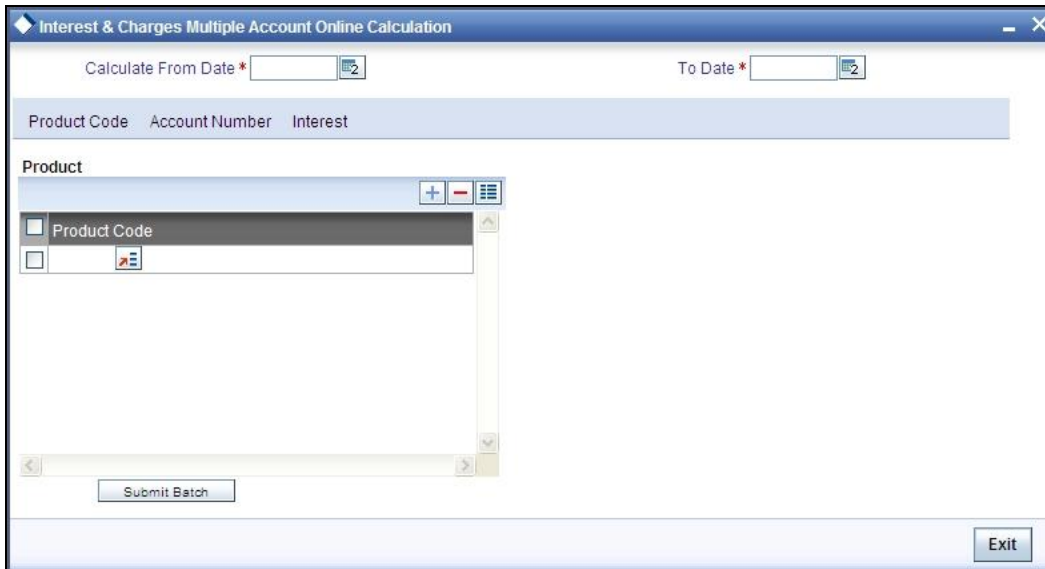 Interest & Charges Multiple Account Online Calculation
Calculate From Date * To Date *
Product Code Account Number Interest
Product
Product Code
Submit Batch
Exit